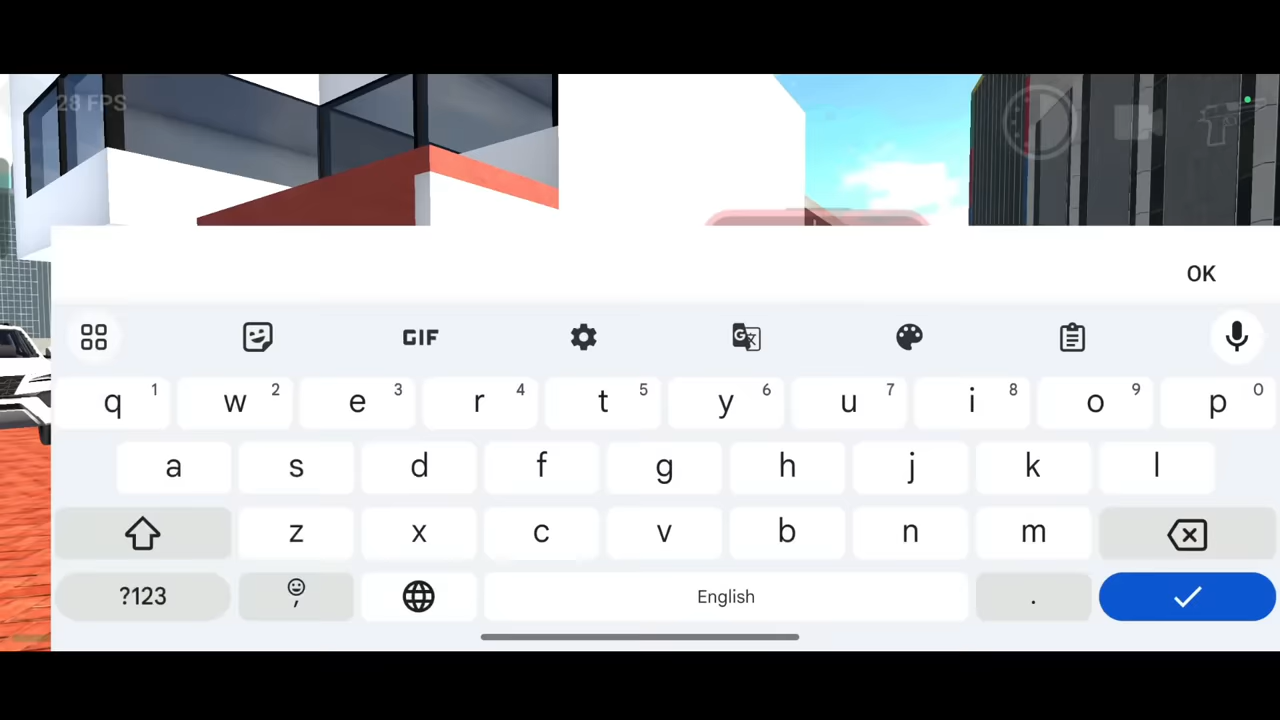 28 FPS
OK
GIF
q 1 w 2 e 3 r 4 t 5 y 6 u 7 i 8 o 9 p 0
a s d f g h j k l
z x c v b n m
?123 , English .